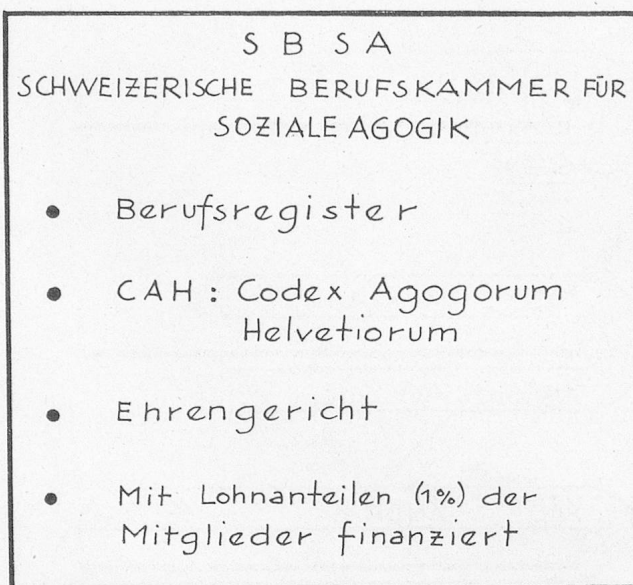 S B S A
SCHWEIZERISCHE BERUFSKAMMER FÜR
SOZIALE AGOGIK
• Berufsregister
• CAH : Codex Agogorum
Helvetiorum
• Ehrengericht
• Mit Lohnanteilen (1%) der
Mitglieder finanziert